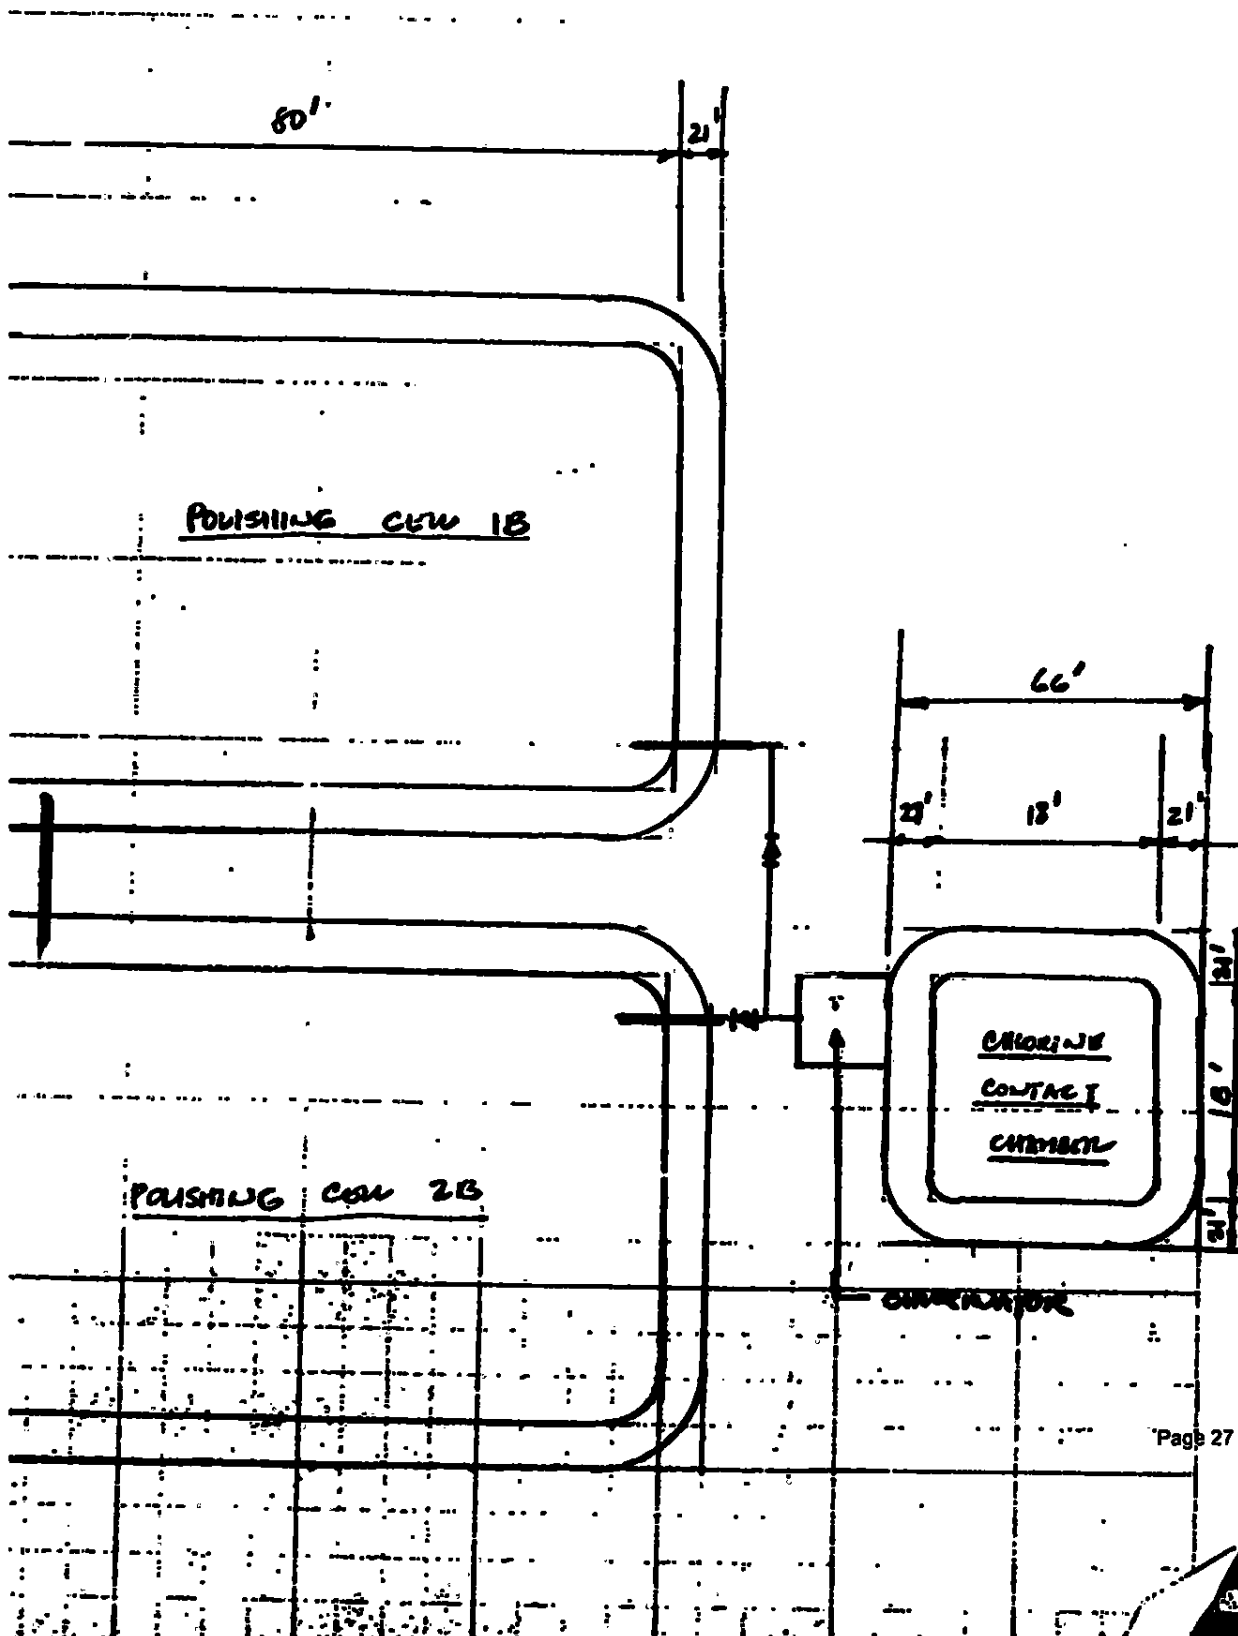 80'
21'
POLISHING CELL 1B
66'
21'
18'
21'
21'
CHLORINE
CONTACT
CHAMBER
18'
21'
POLISHING CELL 2B
CHLORINATOR
Page 27